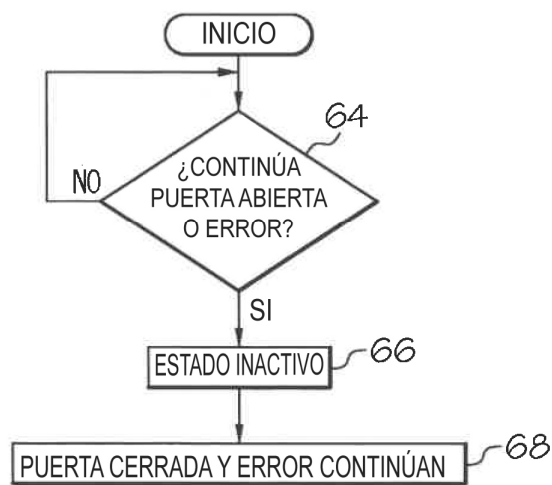 INICIO
64
¿CONTINÚA
PUERTA ABIERTA
O ERROR?
NO
SI
ESTADO INACTIVO
66
PUERTA CERRADA Y ERROR CONTINÚAN
68